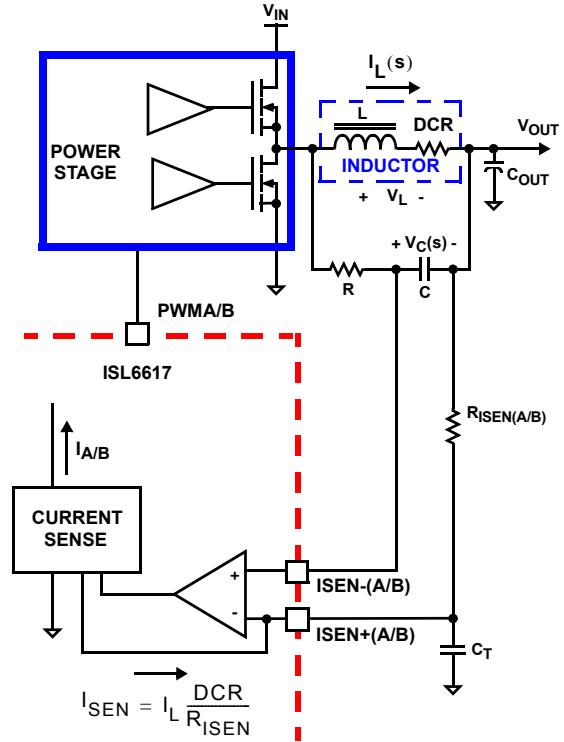 VIN
IL(s)
L
DCR
VOUT
POWER
STAGE
INDUCTOR
COUT
+ VL -
+ VC(s) -
R
C
PWMA/B
ISL6617
RISEN(A/B)
IA/B
CURRENT
SENSE
+
ISEN-(A/B)
-
ISEN+(A/B)
CT
ISEN = IL DCR
RISEN